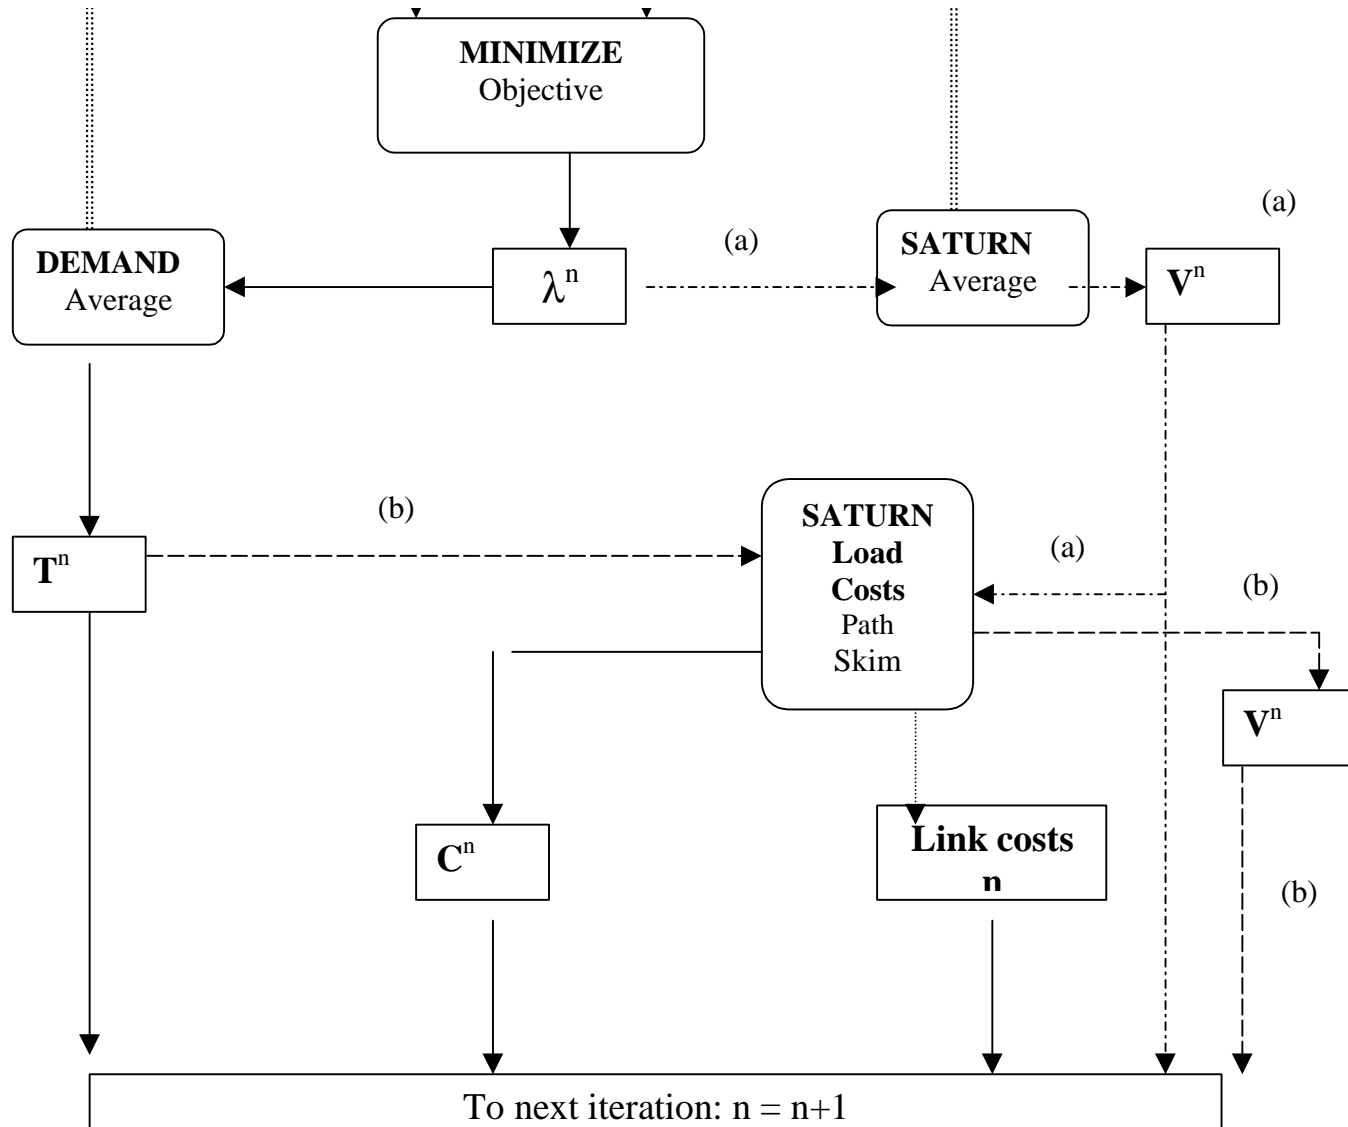 MINIMIZE
Objective
(a)
DEMAND
Average
λⁿ
(a)
SATURN
Average
Vⁿ
(b)
Tⁿ
SATURN
Load
Costs
Path
Skim
(a)
(b)
Vⁿ
Cⁿ
Link costs
n
(b)
To next iteration: n = n+1